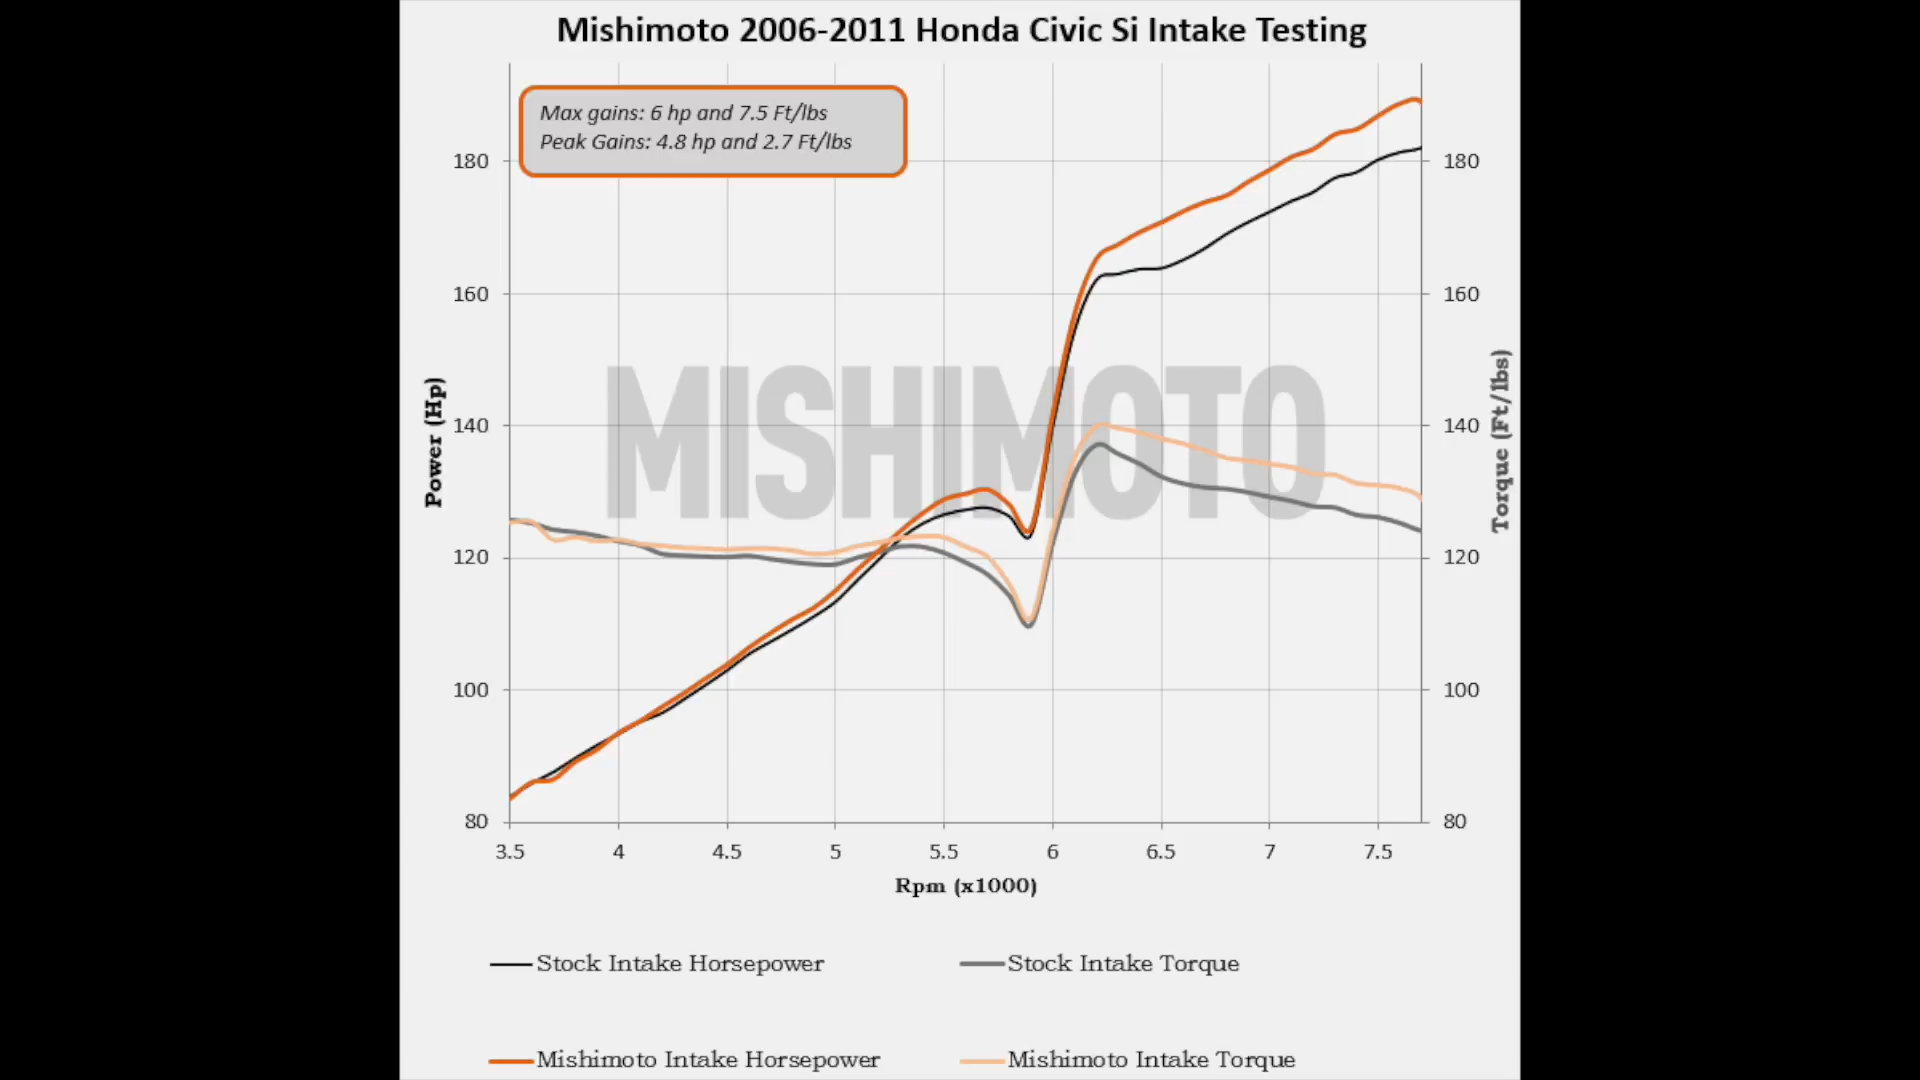 Mishimoto 2006-2011 Honda Civic Si Intake Testing
Max gains: 6 hp and 7.5 Ft/lbs
Peak Gains: 4.8 hp and 2.7 Ft/lbs
180
160
140
120
100
80
Power (Hp)
MISHIMOTO
180
160
140
120
100
80
Torque (Ft/lbs)
3.5 4 4.5 5 5.5 6 6.5 7 7.5
Rpm (x1000)
Stock Intake Horsepower
Stock Intake Torque
Mishimoto Intake Horsepower
Mishimoto Intake Torque